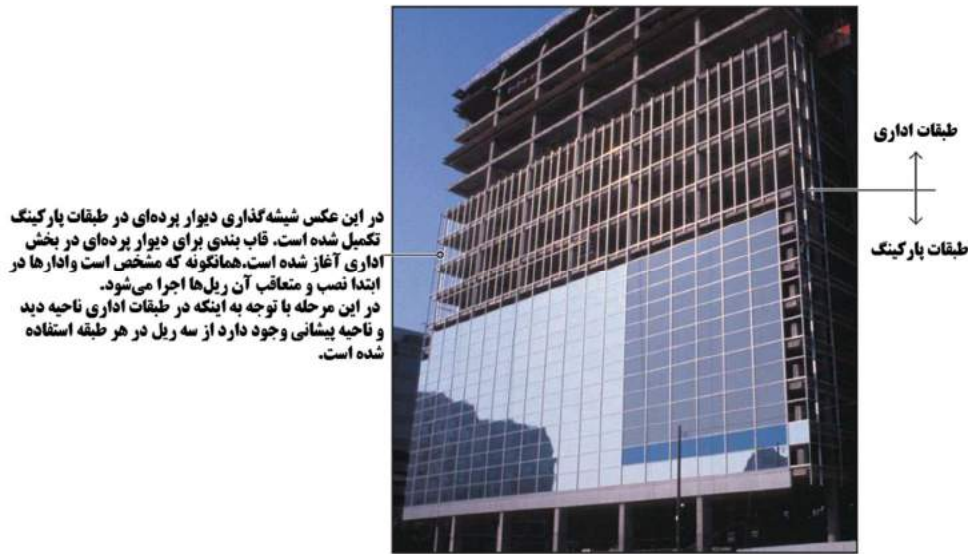 در این عکس شیشه‌گذاری دیوار پرده‌ای در طبقات پارکینگ
تکمیل شده است. قاب بندی برای دیوار پرده‌ای در بخش
اداری آغاز شده است.همانگونه که مشخص است وادارها در
ابتدا نصب و متعاقب آن ریل‌ها اجرا می‌شود.
در این مرحله با توجه به اینکه در طبقات اداری ناحیه دید
و ناحیه پیشانی وجود دارد از سه ریل در هر طبقه استفاده
شده است.
طبقات اداری
طبقات پارکینگ